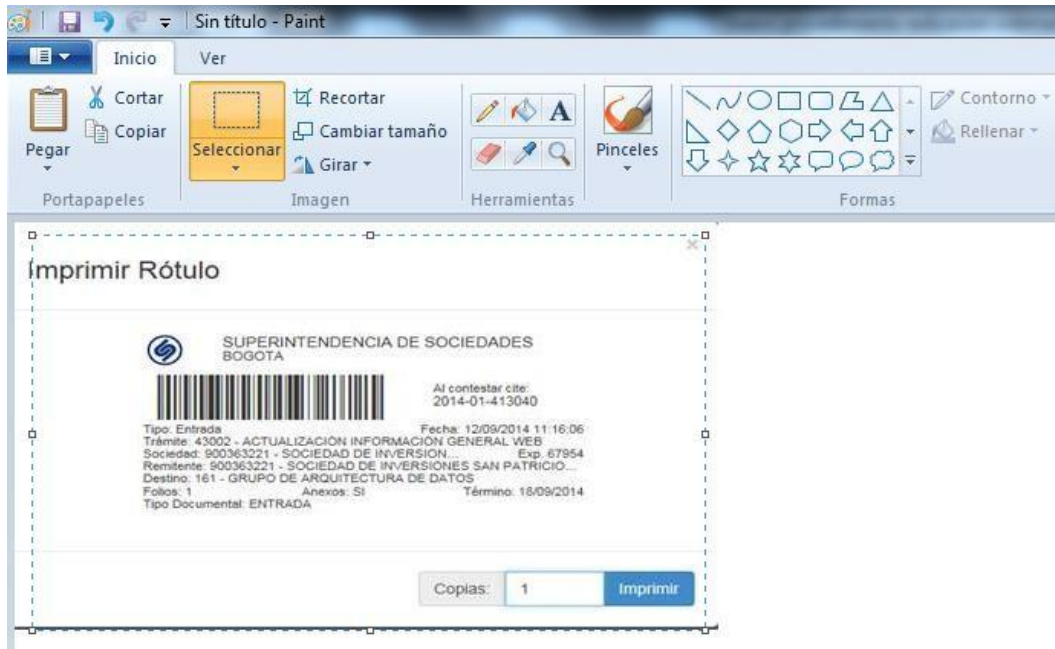 Sin título - Paint
Inicio Ver
Pegar
Cortar
Copiar
Portapapeles
Seleccionar
Recortar
Cambiar tamaño
Girar
Imagen
A
Herramientas
Pinceles
Formas
Contorno
Rellenar
Imprimir Rótulo
×
SUPERINTENDENCIA DE SOCIEDADES
BOGOTA
Al contestar cite:
2014-01-413040
Tipo: Entrada Fecha: 12/09/2014 11:16:06
Trámite: 43002 - ACTUALIZACIÓN INFORMACIÓN GENERAL WEB
Sociedad: 900363221 - SOCIEDAD DE INVERSION... Exp. 67954
Remitente: 900363221 - SOCIEDAD DE INVERSIONES SAN PATRICIO...
Destino: 161 - GRUPO DE ARQUITECTURA DE DATOS
Folios: 1 Anexos: SI Término: 18/09/2014
Tipo Documental: ENTRADA
Copias: 1 Imprimir